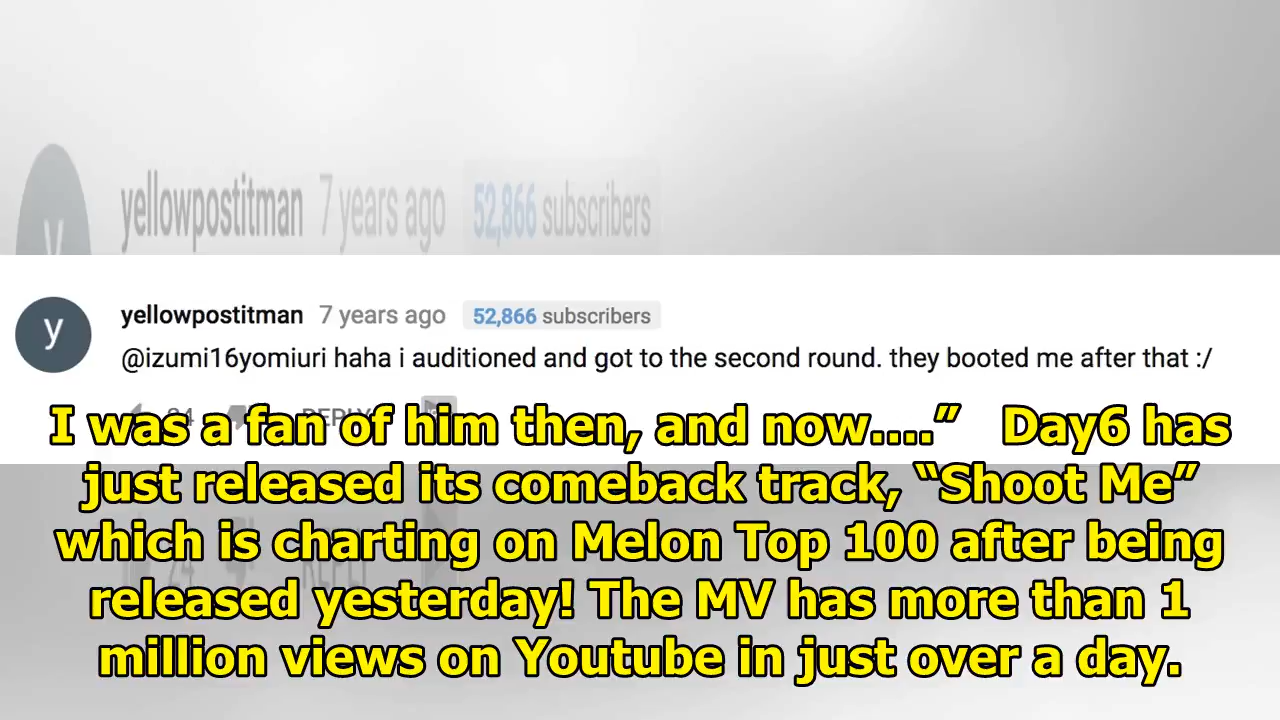 yellowpostitman 7 years ago 52,866 subscribers
y
yellowpostitman 7 years ago 52,866 subscribers
@izumi16yomiuri haha i auditioned and got to the second round. they booted me after that :/
24 REPLY
I was a fan of him then, and now....” Day6 has
just released its comeback track, “Shoot Me”
which is charting on Melon Top 100 after being
released yesterday! The MV has more than 1
million views on Youtube in just over a day.